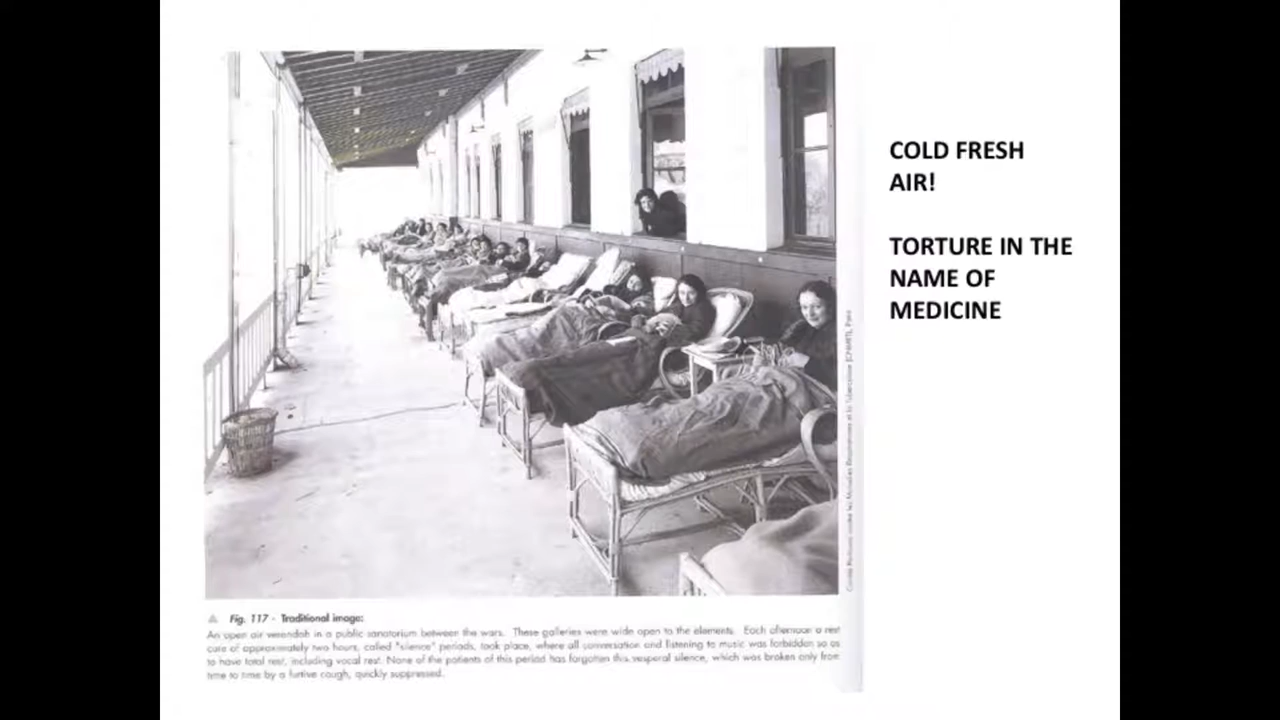 COLD FRESH
AIR!
TORTURE IN THE
NAME OF
MEDICINE
Fig. 117 - Traditional image:
An open air verandah in a public sanatorium between the wars. These galleries were wide open to the elements. Each afternoon a rest
cure of approximately two hours, called "silence" periods, took place, where all conversation and listening to music was forbidden so as
to have total rest, including vocal rest. None of the patients of this period has forgotten this vesperal silence, which was broken only from
time to time by a furtive cough, quickly suppressed.